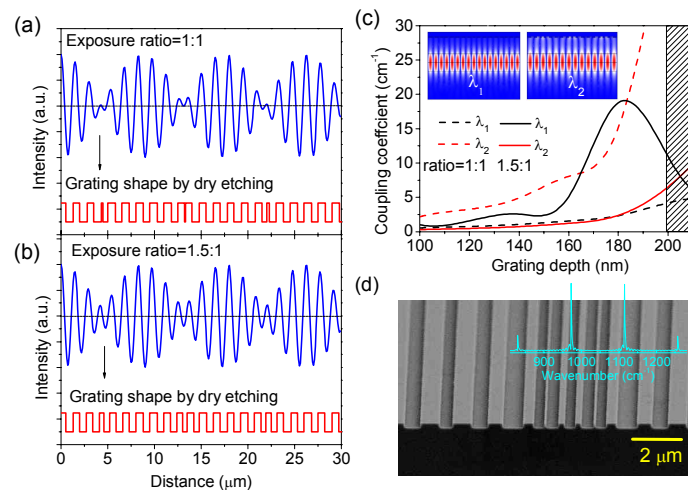 (a)
Exposure ratio=1:1
Intensity (a.u.)
Grating shape by dry etching
(b)
Exposure ratio=1.5:1
Intensity (a.u.)
Grating shape by dry etching
0 5 10 15 20 25 30
Distance (μm)
(c)
Coupling coeffcient (cm⁻¹)
30
25
20
15
10
5
0
λ₁ λ₂
λ₁ λ₁
λ₂ λ₂
ratio=1:1 1.5:1
100 120 140 160 180 200
Grating depth (nm)
(d)
900 1000 1100 1200
Wavenumber (cm⁻¹)
2 μm